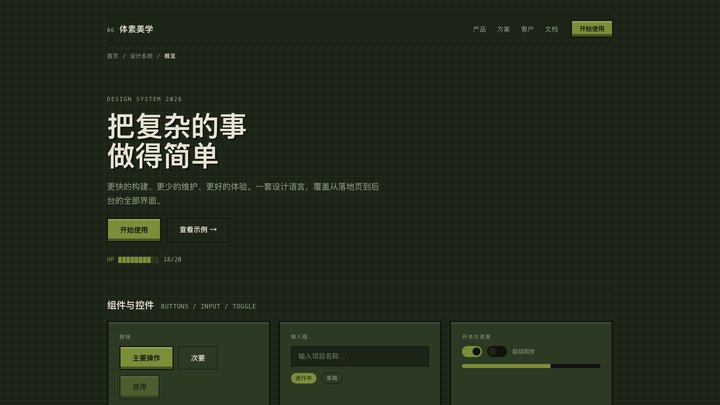 06 体素美学
产品 方案 客户 文档 开始使用
首页 / 设计系统 / 概览
DESIGN SYSTEM 2026
把复杂的事
做得简单
更快的构建、更少的维护、更好的体验。一套设计语言，覆盖从落地页到后
台的全部界面。
开始使用 查看示例 →
HP ▓▓▓▓▓▓▓▓░░ 18/20
组件与控件 BUTTONS / INPUT / TOGGLE
按钮
主要操作 次要
禁用
输入框
输入项目名称...
进行中 草稿
开关与进度
自动同步